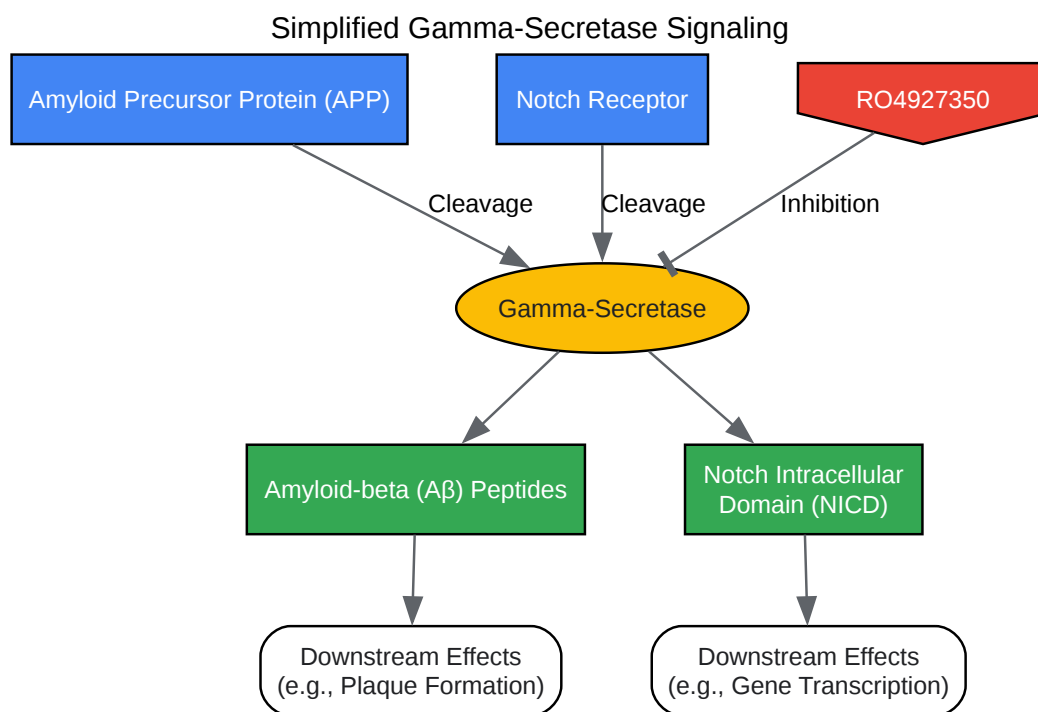 Simplified Gamma-Secretase Signaling
Amyloid Precursor Protein (APP)
Notch Receptor
RO4927350
Cleavage
Cleavage
Inhibition
Gamma-Secretase
Amyloid-beta (Aβ) Peptides
Notch Intracellular
Domain (NICD)
Downstream Effects
(e.g., Plaque Formation)
Downstream Effects
(e.g., Gene Transcription)